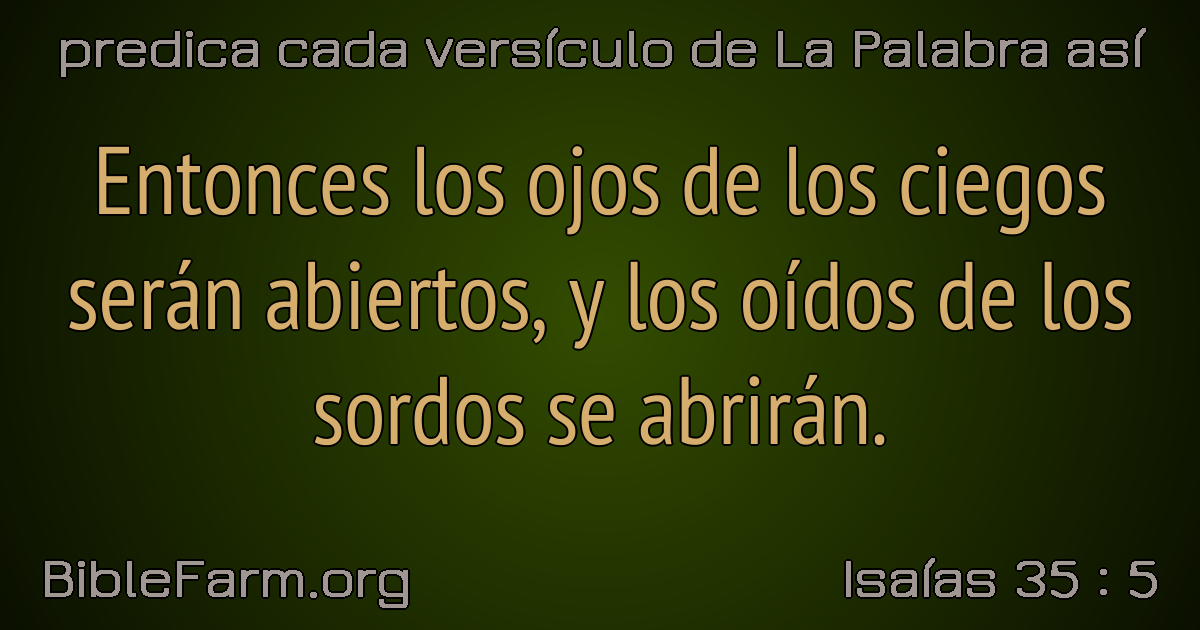 predica cada versículo de La Palabra así
Entonces los ojos de los ciegos
serán abiertos, y los oídos de los
sordos se abrirán.
BibleFarm.org
Isaías 35 : 5